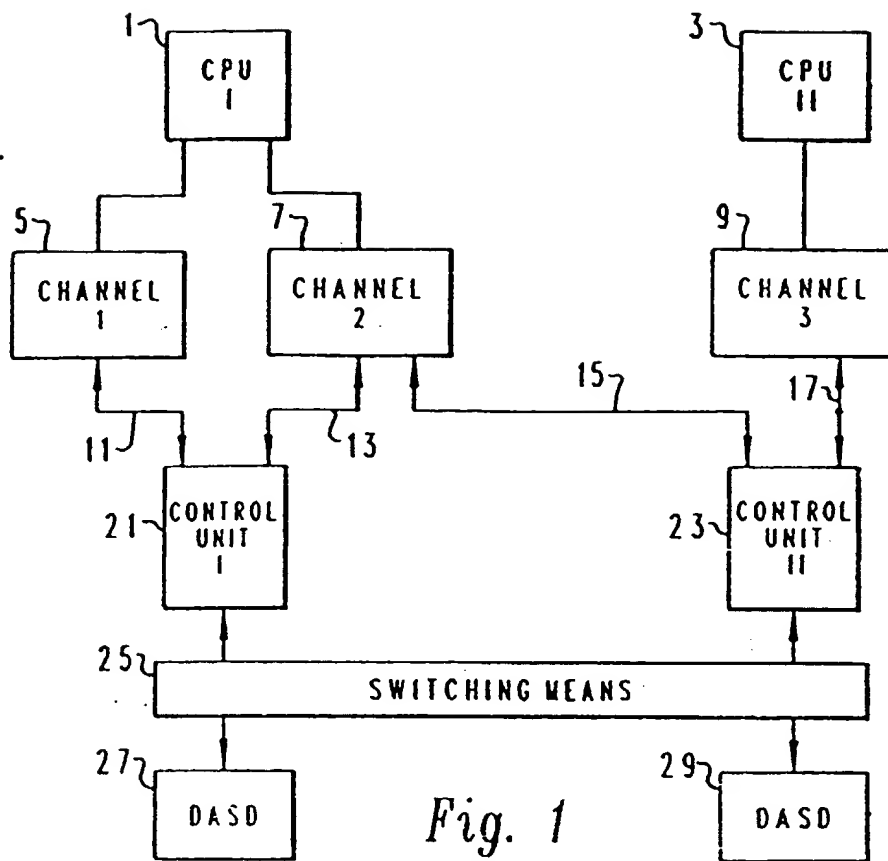 1
CPU
I
3
CPU
II
5
CHANNEL
1
7
CHANNEL
2
9
CHANNEL
3
11
13
15
17
21
CONTROL
UNIT
I
23
CONTROL
UNIT
II
25
SWITCHING MEANS
27
DASD
29
DASD
Fig. 1